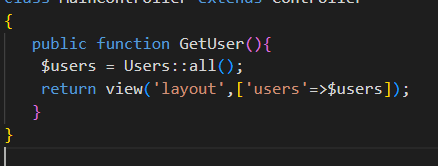 class MainController extends Controller
{
public function GetUser(){
$users = Users::all();
return view('layout',['users'=>$users]);
}
}